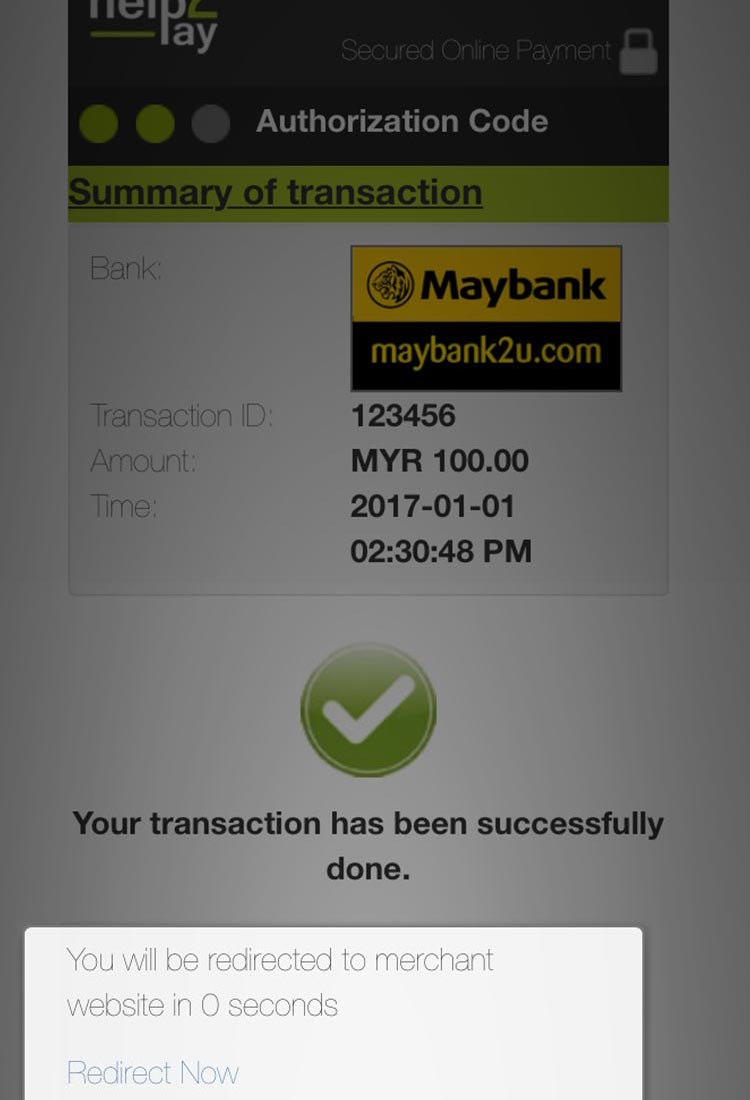 help2
Pay
Secured Online Payment
Authorization Code
Summary of transaction
Bank:
Maybank
maybank2u.com
Transaction ID: 123456
Amount: MYR 100.00
Time: 2017-01-01
02:30:48 PM
Your transaction has been successfully
done.
You will be redirected to merchant
website in 0 seconds
Redirect Now